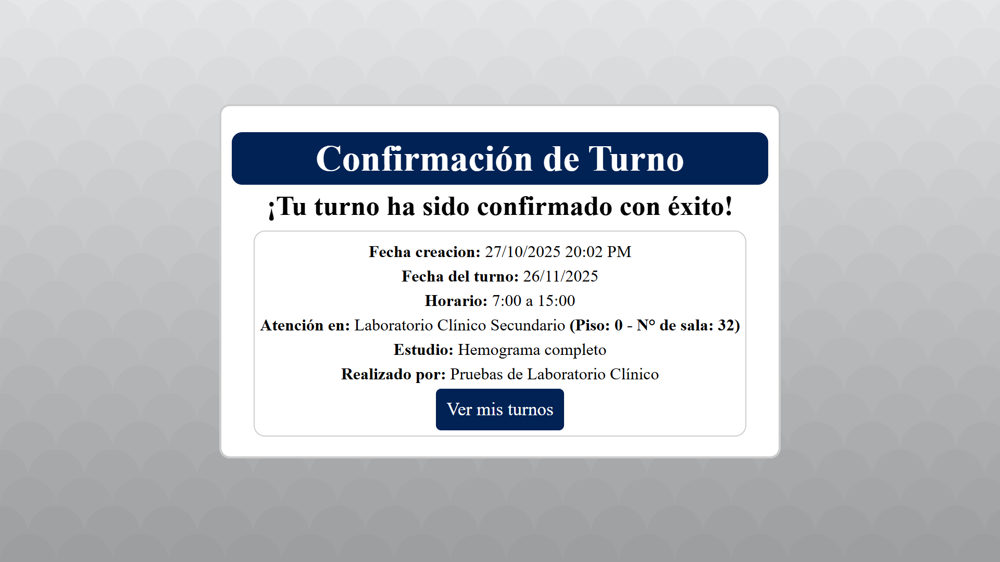 Confirmación de Turno
¡Tu turno ha sido confirmado con éxito!
Fecha creacion: 27/10/2025 20:02 PM
Fecha del turno: 26/11/2025
Horario: 7:00 a 15:00
Atención en: Laboratorio Clínico Secundario (Piso: 0 - N° de sala: 32)
Estudio: Hemograma completo
Realizado por: Pruebas de Laboratorio Clínico
Ver mis turnos